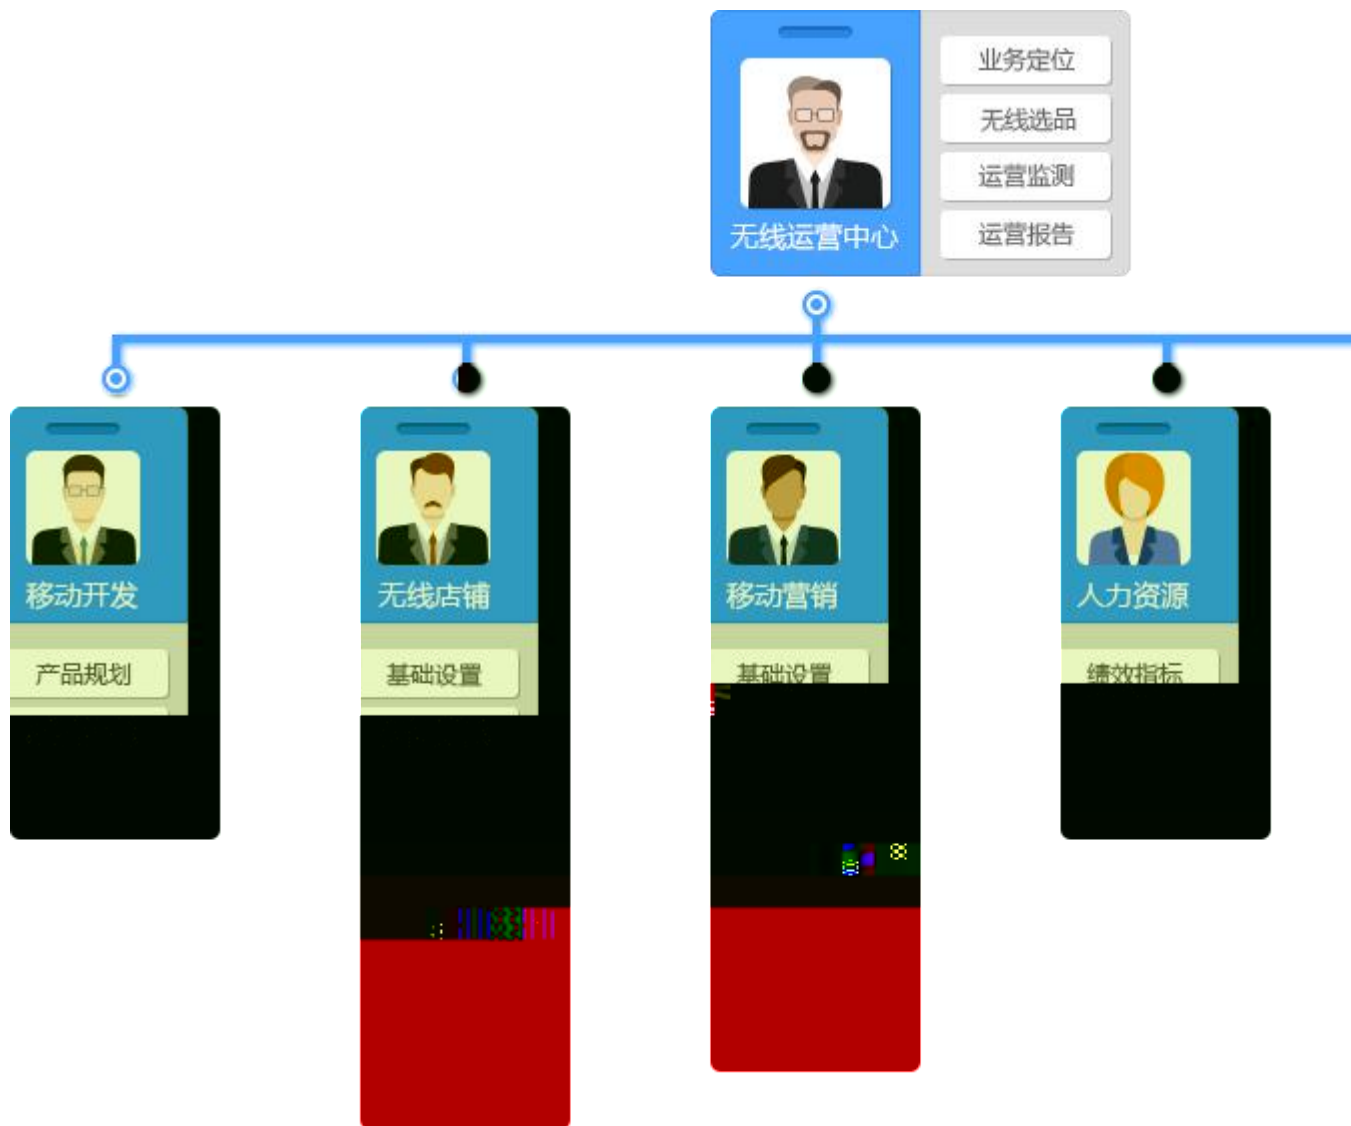 业务定位
无线选品
运营监测
运营报告
无线运营中心
移动开发
无线店铺
移动营销
人力资源
产品规划
基础设置
基础设置
绩效指标